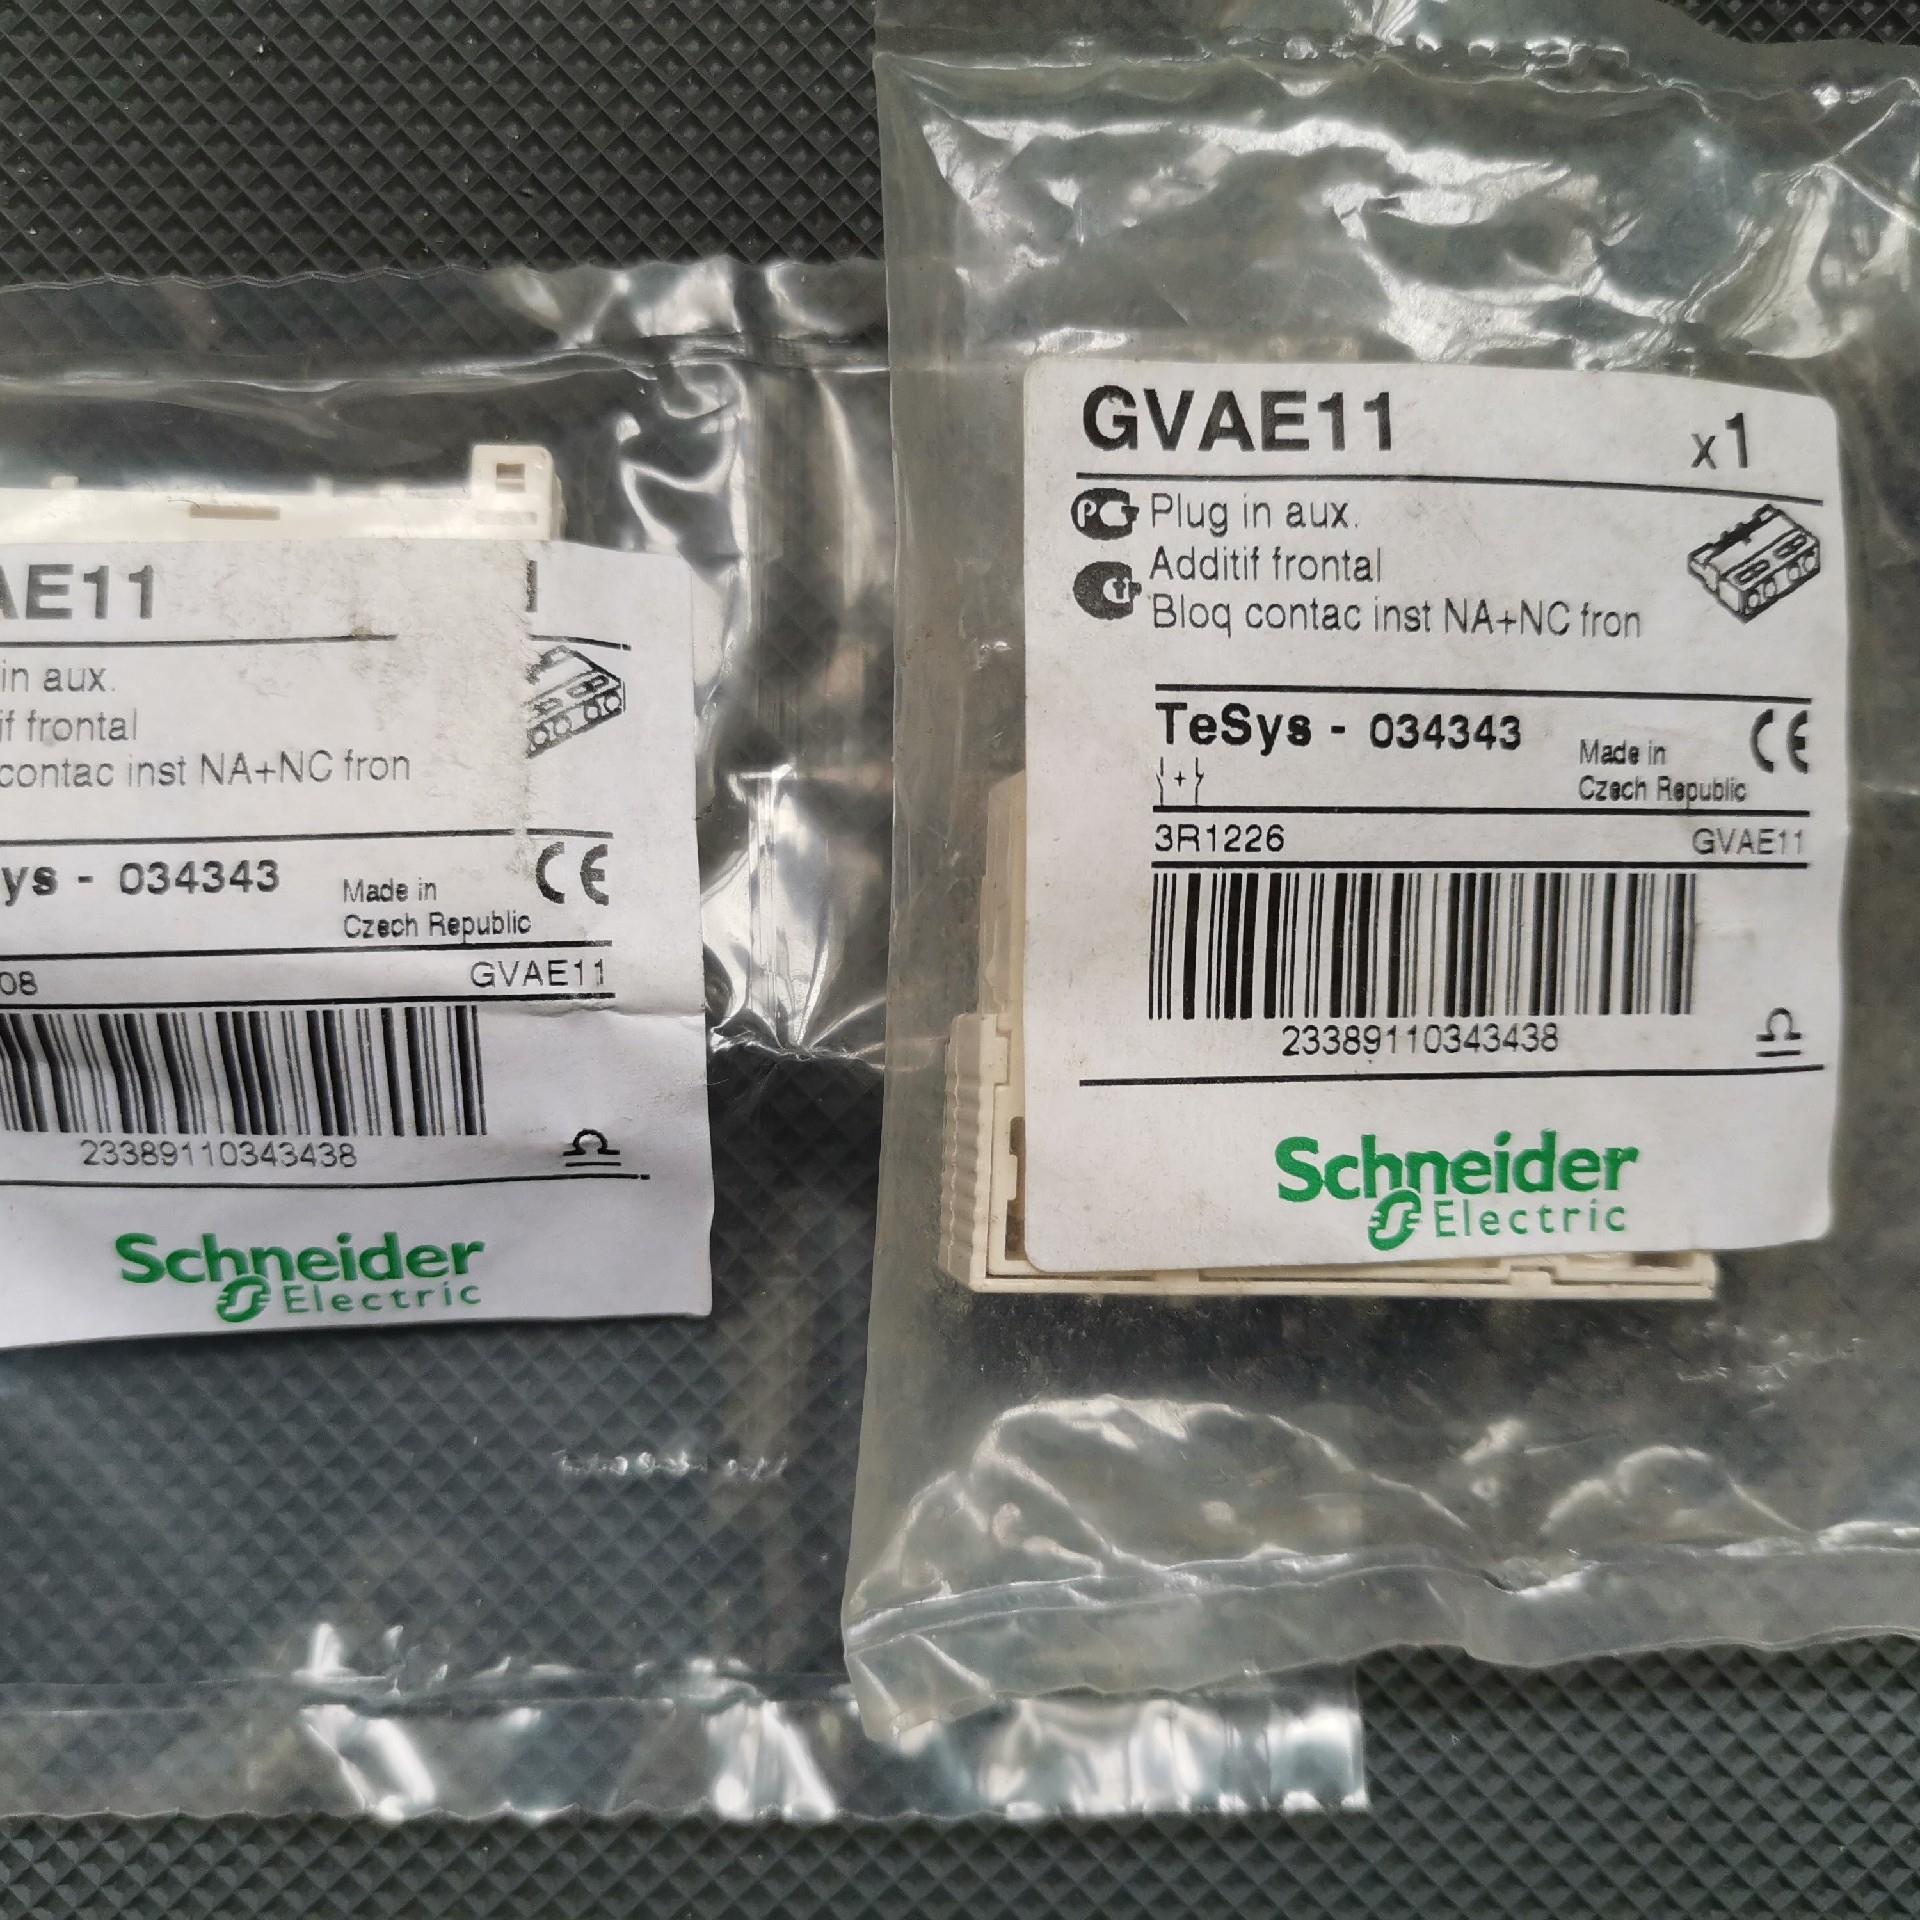 AE11
in aux.
if frontal
contac inst NA+NC fron
ys - 034343
Made in
Czech Republic
CE
08
GVAE11
23389110343438
Schneider
Electric
GVAE11
x1
Plug in aux.
Additif frontal
Bloq contac inst NA+NC fron
TeSys - 034343
Made in
Czech Republic
CE
3R1226
GVAE11
23389110343438
Schneider
Electric